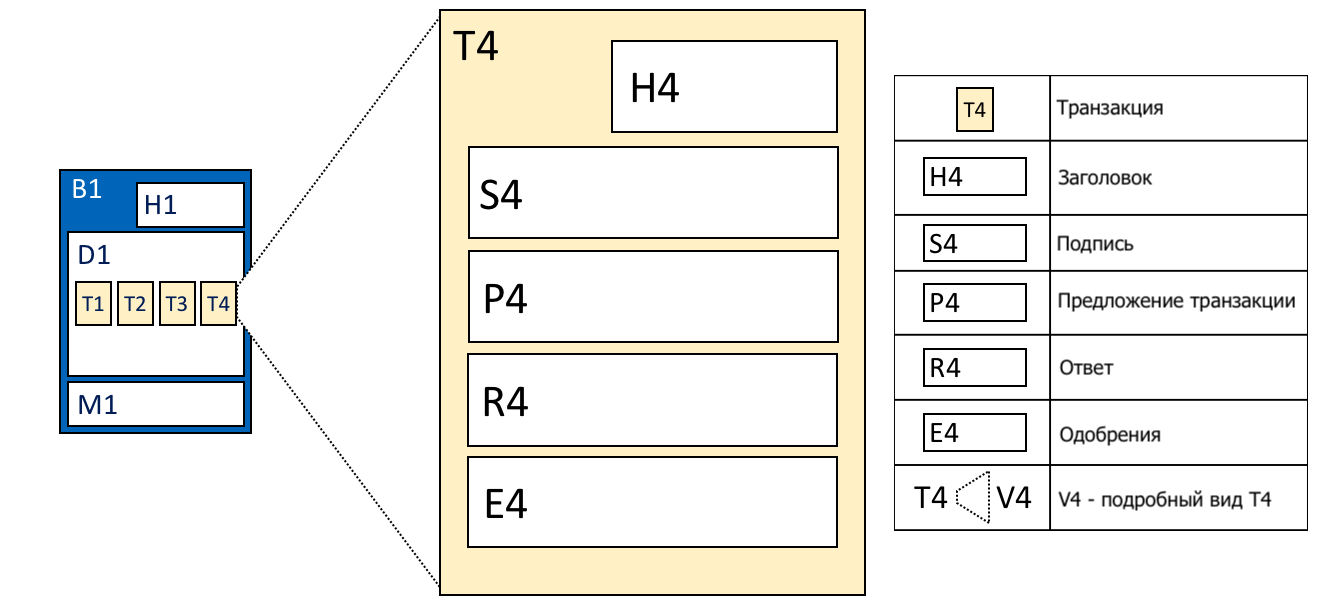 B1
H1
D1
T1 T2 T3 T4
M1
T4
H4
S4
P4
R4
E4
T4 Транзакция
H4 Заголовок
S4 Подпись
P4 Предложение транзакции
R4 Ответ
E4 Одобрения
T4 V4 V4 - подробный вид T4